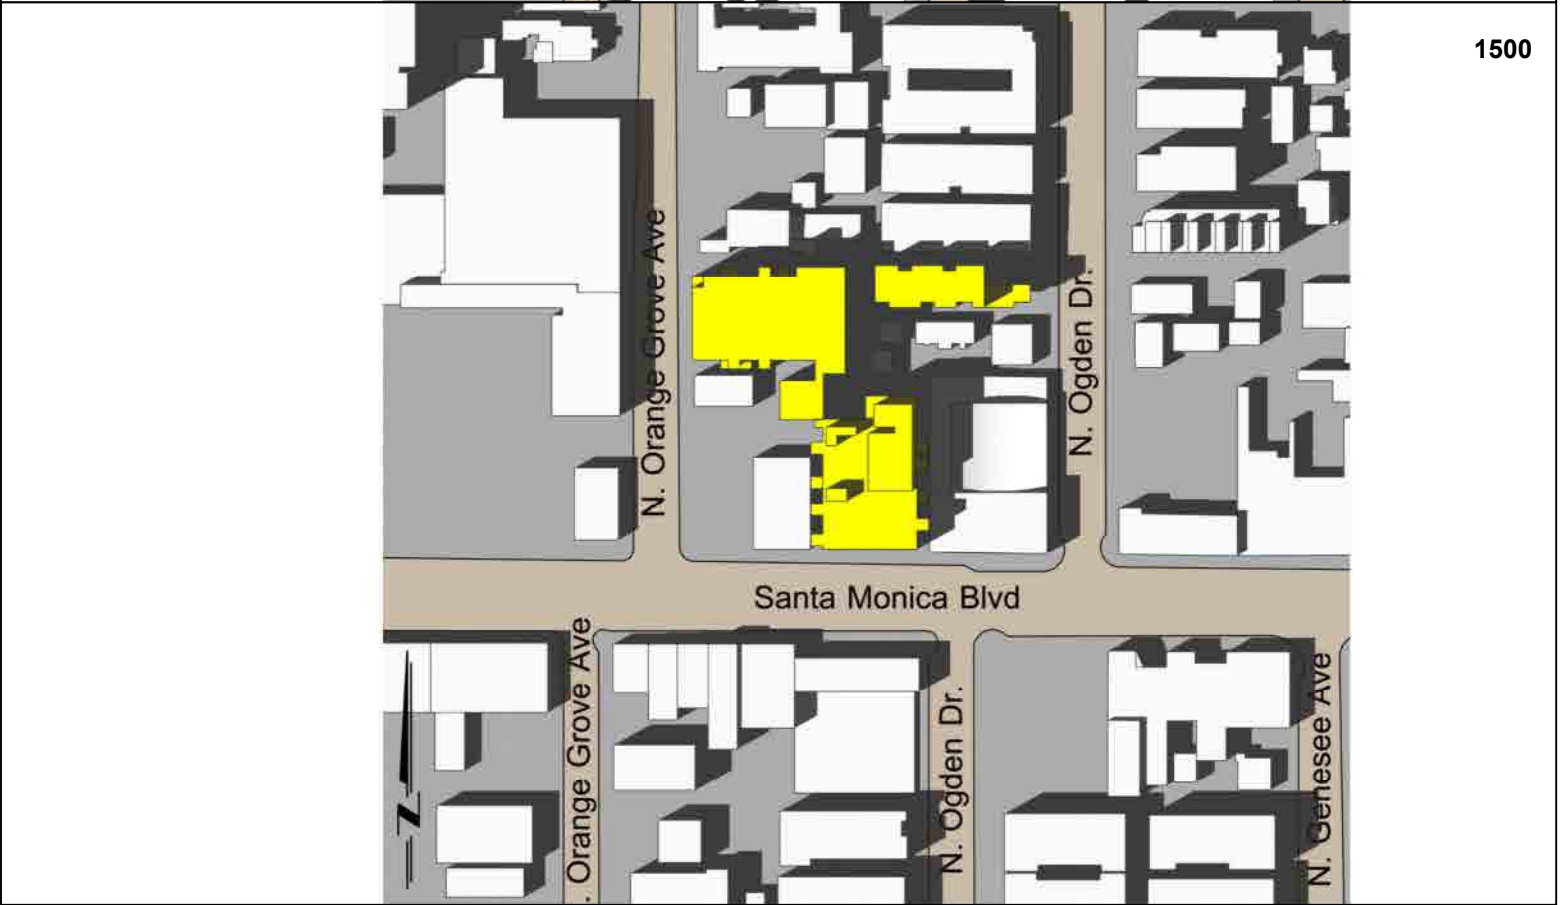 1500
N. Orange Grove Ave
N. Ogden Dr.
Santa Monica Blvd
. Orange Grove Ave
N. Ogden Dr.
N. Genesee Ave
N